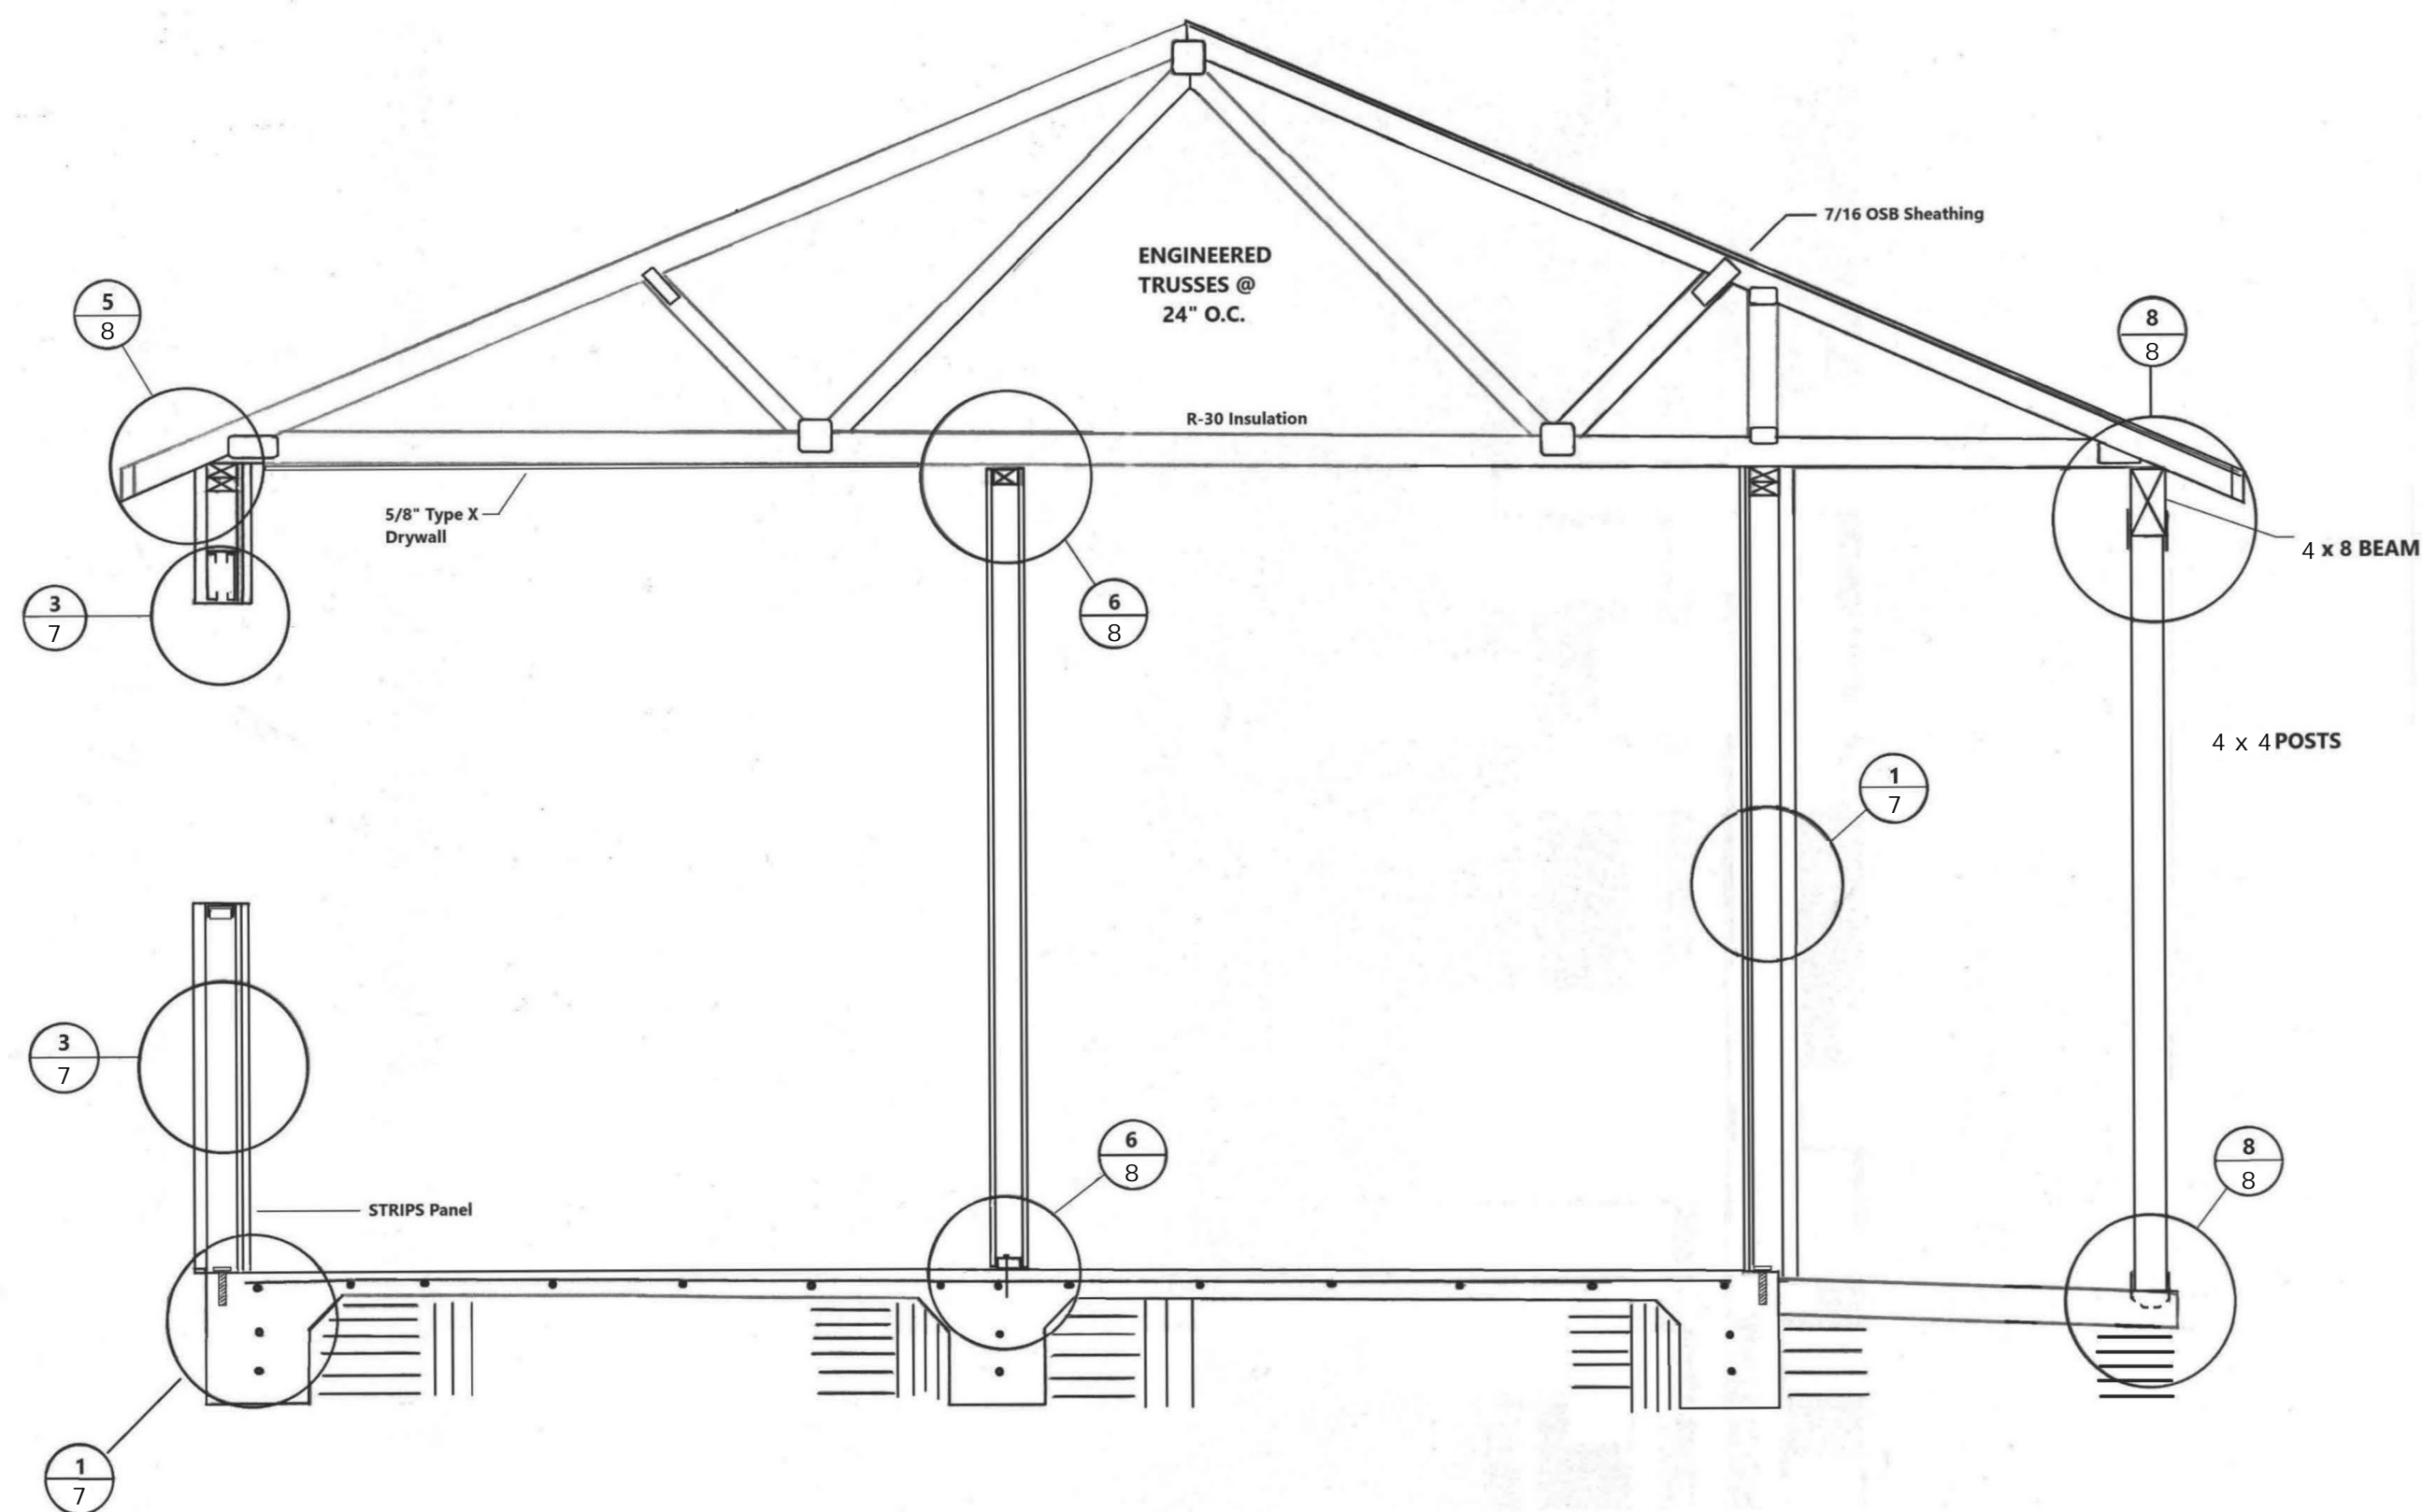 7/16 OSB Sheathing
ENGINEERED
TRUSSES @
24" O.C.
5
8
8
8
R-30 Insulation
5/8" Type X
Drywall
4 x 8 BEAM
3
7
6
8
4 x 4 POSTS
1
7
3
7
6
8
8
8
STRIPS Panel
1
7